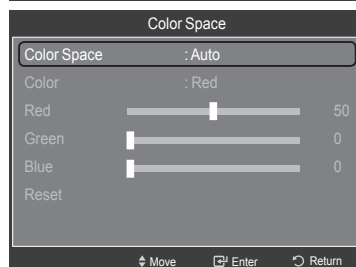 Color Space
Color Space : Auto
Color : Red
Red 50
Green 0
Blue 0
Reset
Move Enter Return